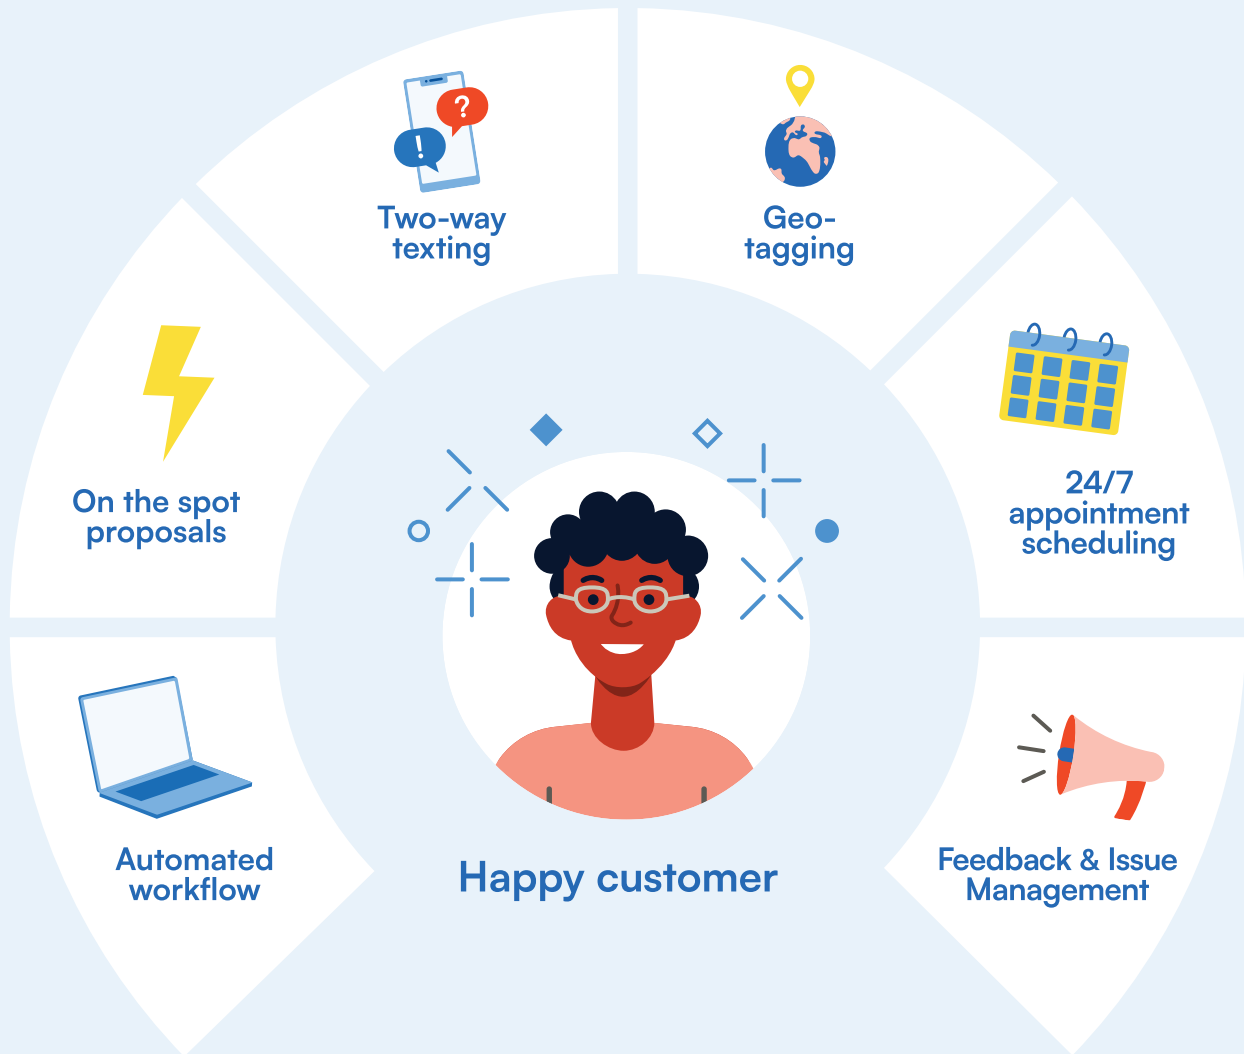 Two-way
texting
Geo-
tagging
On the spot
proposals
24/7
appointment
scheduling
Automated
workflow
Happy customer
Feedback & Issue
Management